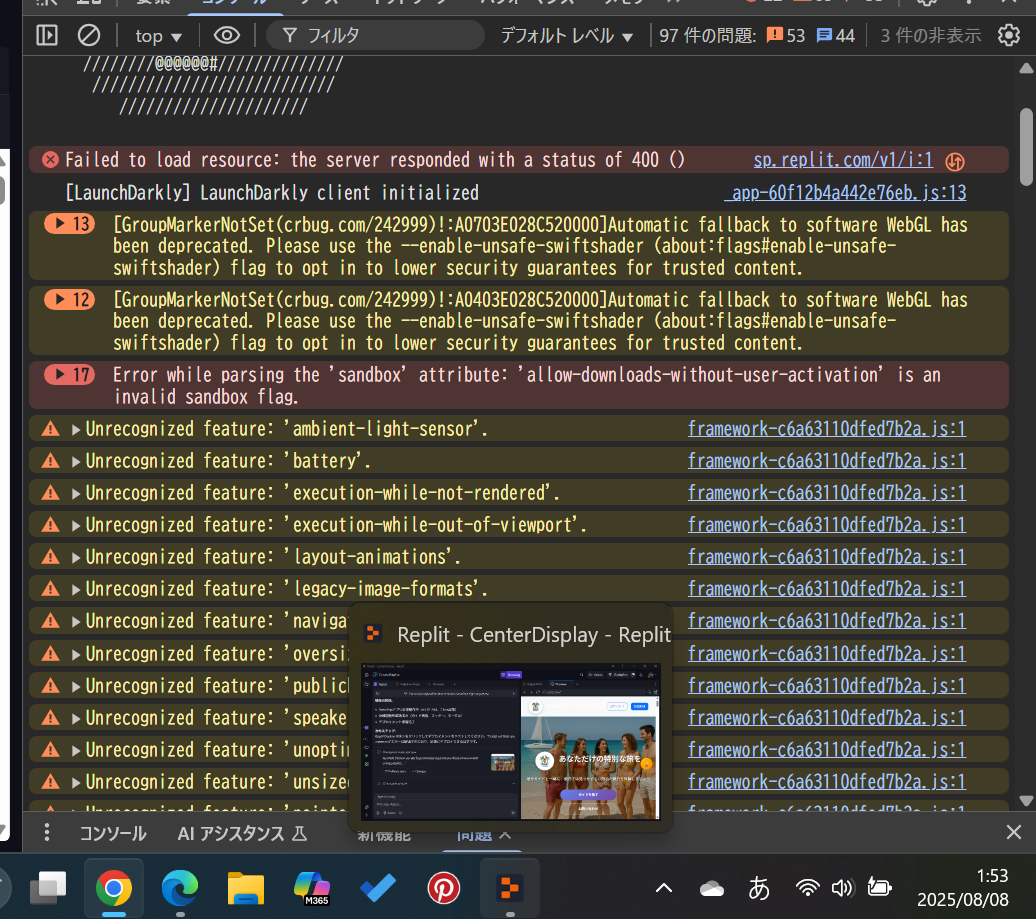 top ▼
フィルタ
デフォルト レベル ▼
97 件の問題: 53 44
3 件の非表示
////////@@@@@@#//////////////
///////////////////////////
/////////////////////
Failed to load resource: the server responded with a status of 400 () sp.replit.com/v1/i:1
[LaunchDarkly] LaunchDarkly client initialized _app-60f12b4a442e76eb.js:13
13 [GroupMarkerNotSet(crbug.com/242999)!:A0703E028C520000]Automatic fallback to software WebGL has
been deprecated. Please use the --enable-unsafe-swiftshader (about:flags#enable-unsafe-
swiftshader) flag to opt in to lower security guarantees for trusted content.
12 [GroupMarkerNotSet(crbug.com/242999)!:A0403E028C520000]Automatic fallback to software WebGL has
been deprecated. Please use the --enable-unsafe-swiftshader (about:flags#enable-unsafe-
swiftshader) flag to opt in to lower security guarantees for trusted content.
17 Error while parsing the 'sandbox' attribute: 'allow-downloads-without-user-activation' is an
invalid sandbox flag.
Unrecognized feature: 'ambient-light-sensor'. framework-c6a63110dfed7b2a.js:1
Unrecognized feature: 'battery'. framework-c6a63110dfed7b2a.js:1
Unrecognized feature: 'execution-while-not-rendered'. framework-c6a63110dfed7b2a.js:1
Unrecognized feature: 'execution-while-out-of-viewport'. framework-c6a63110dfed7b2a.js:1
Unrecognized feature: 'layout-animations'. framework-c6a63110dfed7b2a.js:1
Unrecognized feature: 'legacy-image-formats'. framework-c6a63110dfed7b2a.js:1
Unrecognized feature: 'naviga framework-c6a63110dfed7b2a.js:1
Unrecognized feature: 'oversi framework-c6a63110dfed7b2a.js:1
Unrecognized feature: 'public framework-c6a63110dfed7b2a.js:1
Unrecognized feature: 'speake framework-c6a63110dfed7b2a.js:1
Unrecognized feature: 'unopti framework-c6a63110dfed7b2a.js:1
Unrecognized feature: 'unsize framework-c6a63110dfed7b2a.js:1
Replit - CenterDisplay - Replit
あなただけの特別な旅を
コンソール
AI アシスタンス
新機能
問題
M365
あ
1:53
2025/08/08